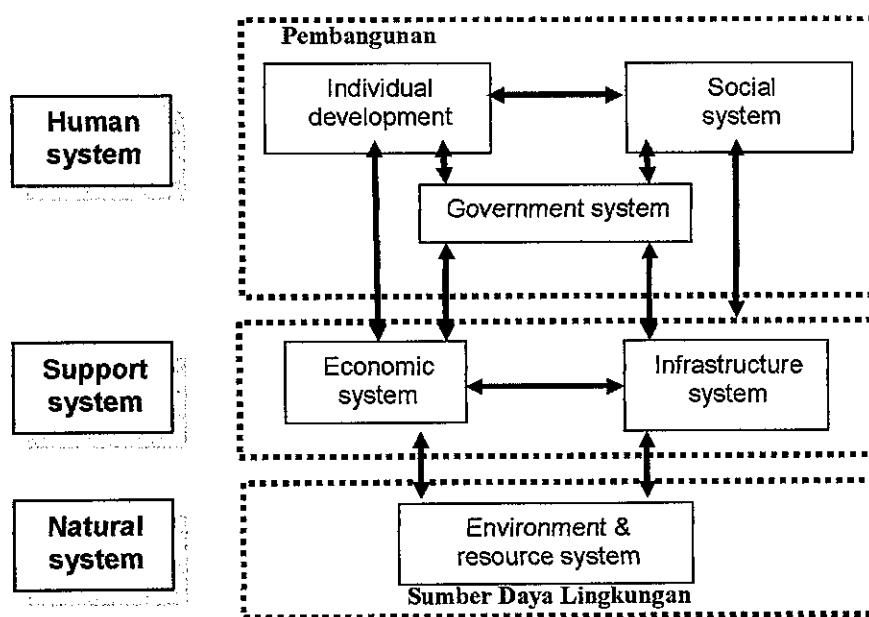 Pembangunan
Human
system
Individual
development
Social
system
Government system
Support
system
Economic
system
Infrastructure
system
Natural
system
Environment &
resource system
Sumber Daya Lingkungan